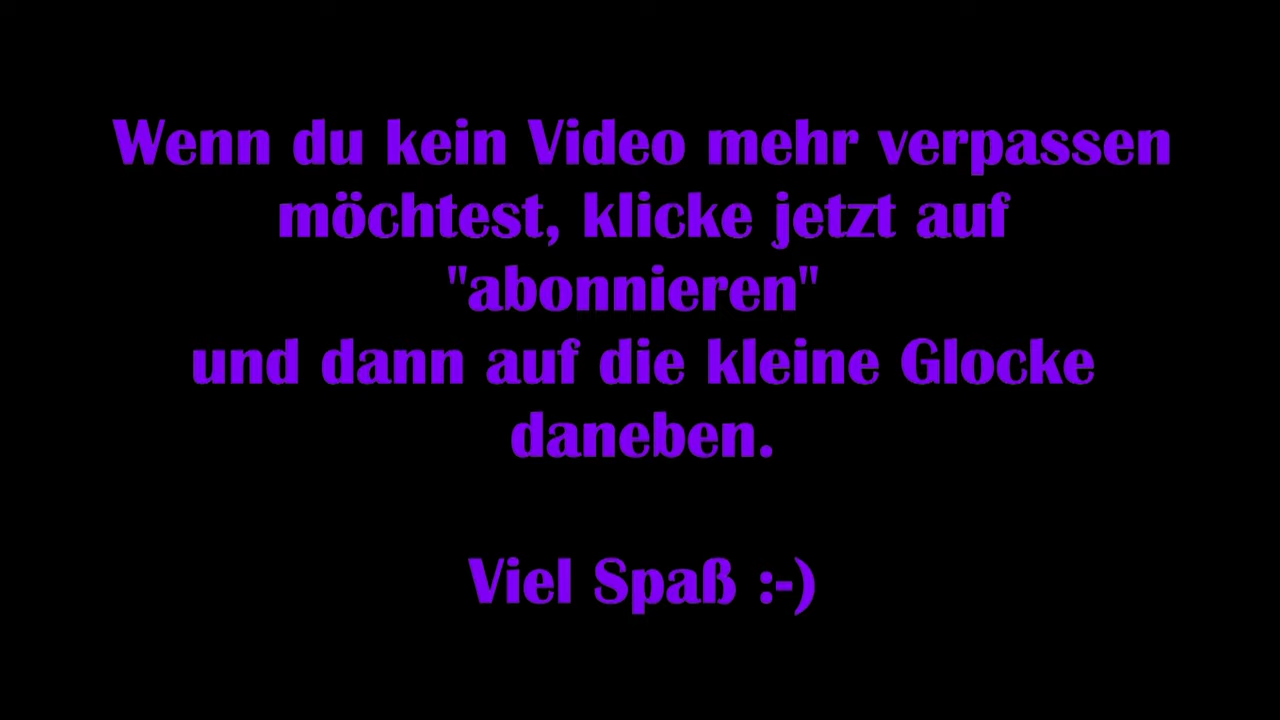 Wenn du kein Video mehr verpassen
möchtest, klicke jetzt auf
"abonnieren"
und dann auf die kleine Glocke
daneben.
Viel Spaß :-)